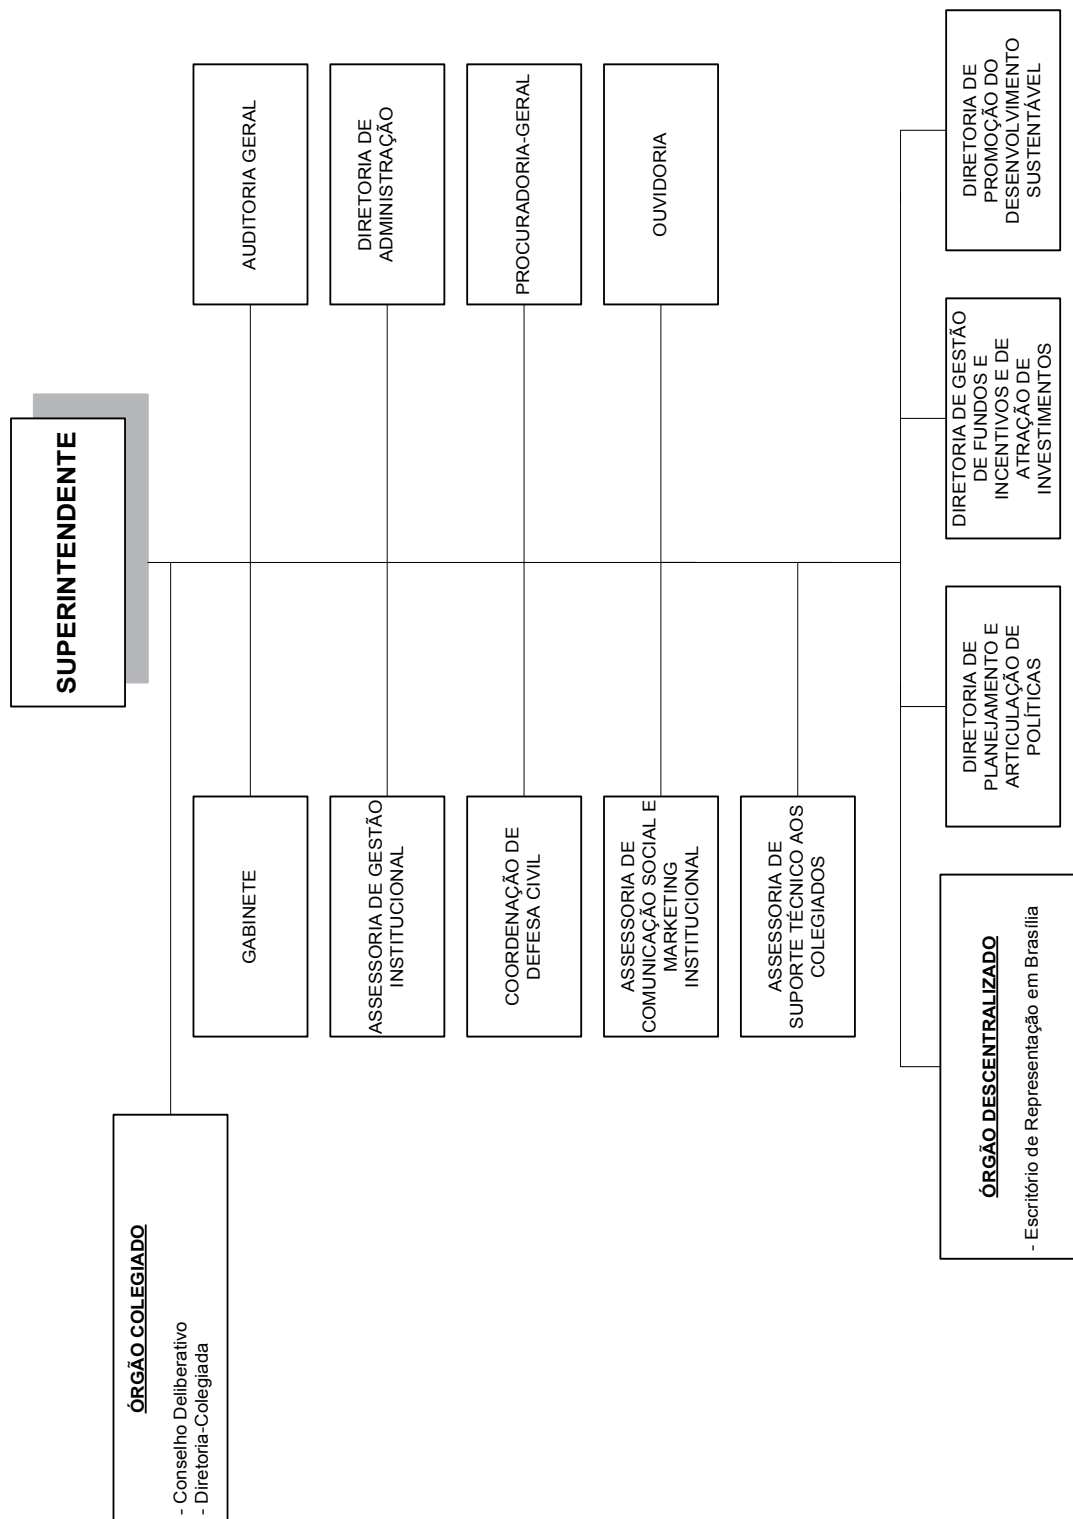 SUPERINTENDENTE
ÓRGÃO COLEGIADO
- Conselho Deliberativo
- Diretoria-Colegiada
GABINETE
AUDITORIA GERAL
ASSESSORIA DE GESTÃO
INSTITUCIONAL
DIRETORIA DE
ADMINISTRAÇÃO
COORDENAÇÃO DE
DEFESA CIVIL
PROCURADORIA-GERAL
ASSESSORIA DE
COMUNICAÇÃO SOCIAL E
MARKETING
INSTITUCIONAL
OUVIDORIA
ASSESSORIA DE
SUPORTE TÉCNICO AOS
COLEGIADOS
ÓRGÃO DESCENTRALIZADO
- Escritório de Representação em Brasília
DIRETORIA DE
PLANEJAMENTO E
ARTICULAÇÃO DE
POLÍTICAS
DIRETORIA DE GESTÃO
DE FUNDOS E
INCENTIVOS E DE
ATRAÇÃO DE
INVESTIMENTOS
DIRETORIA DE
PROMOÇÃO DO
DESENVOLVIMENTO
SUSTENTÁVEL